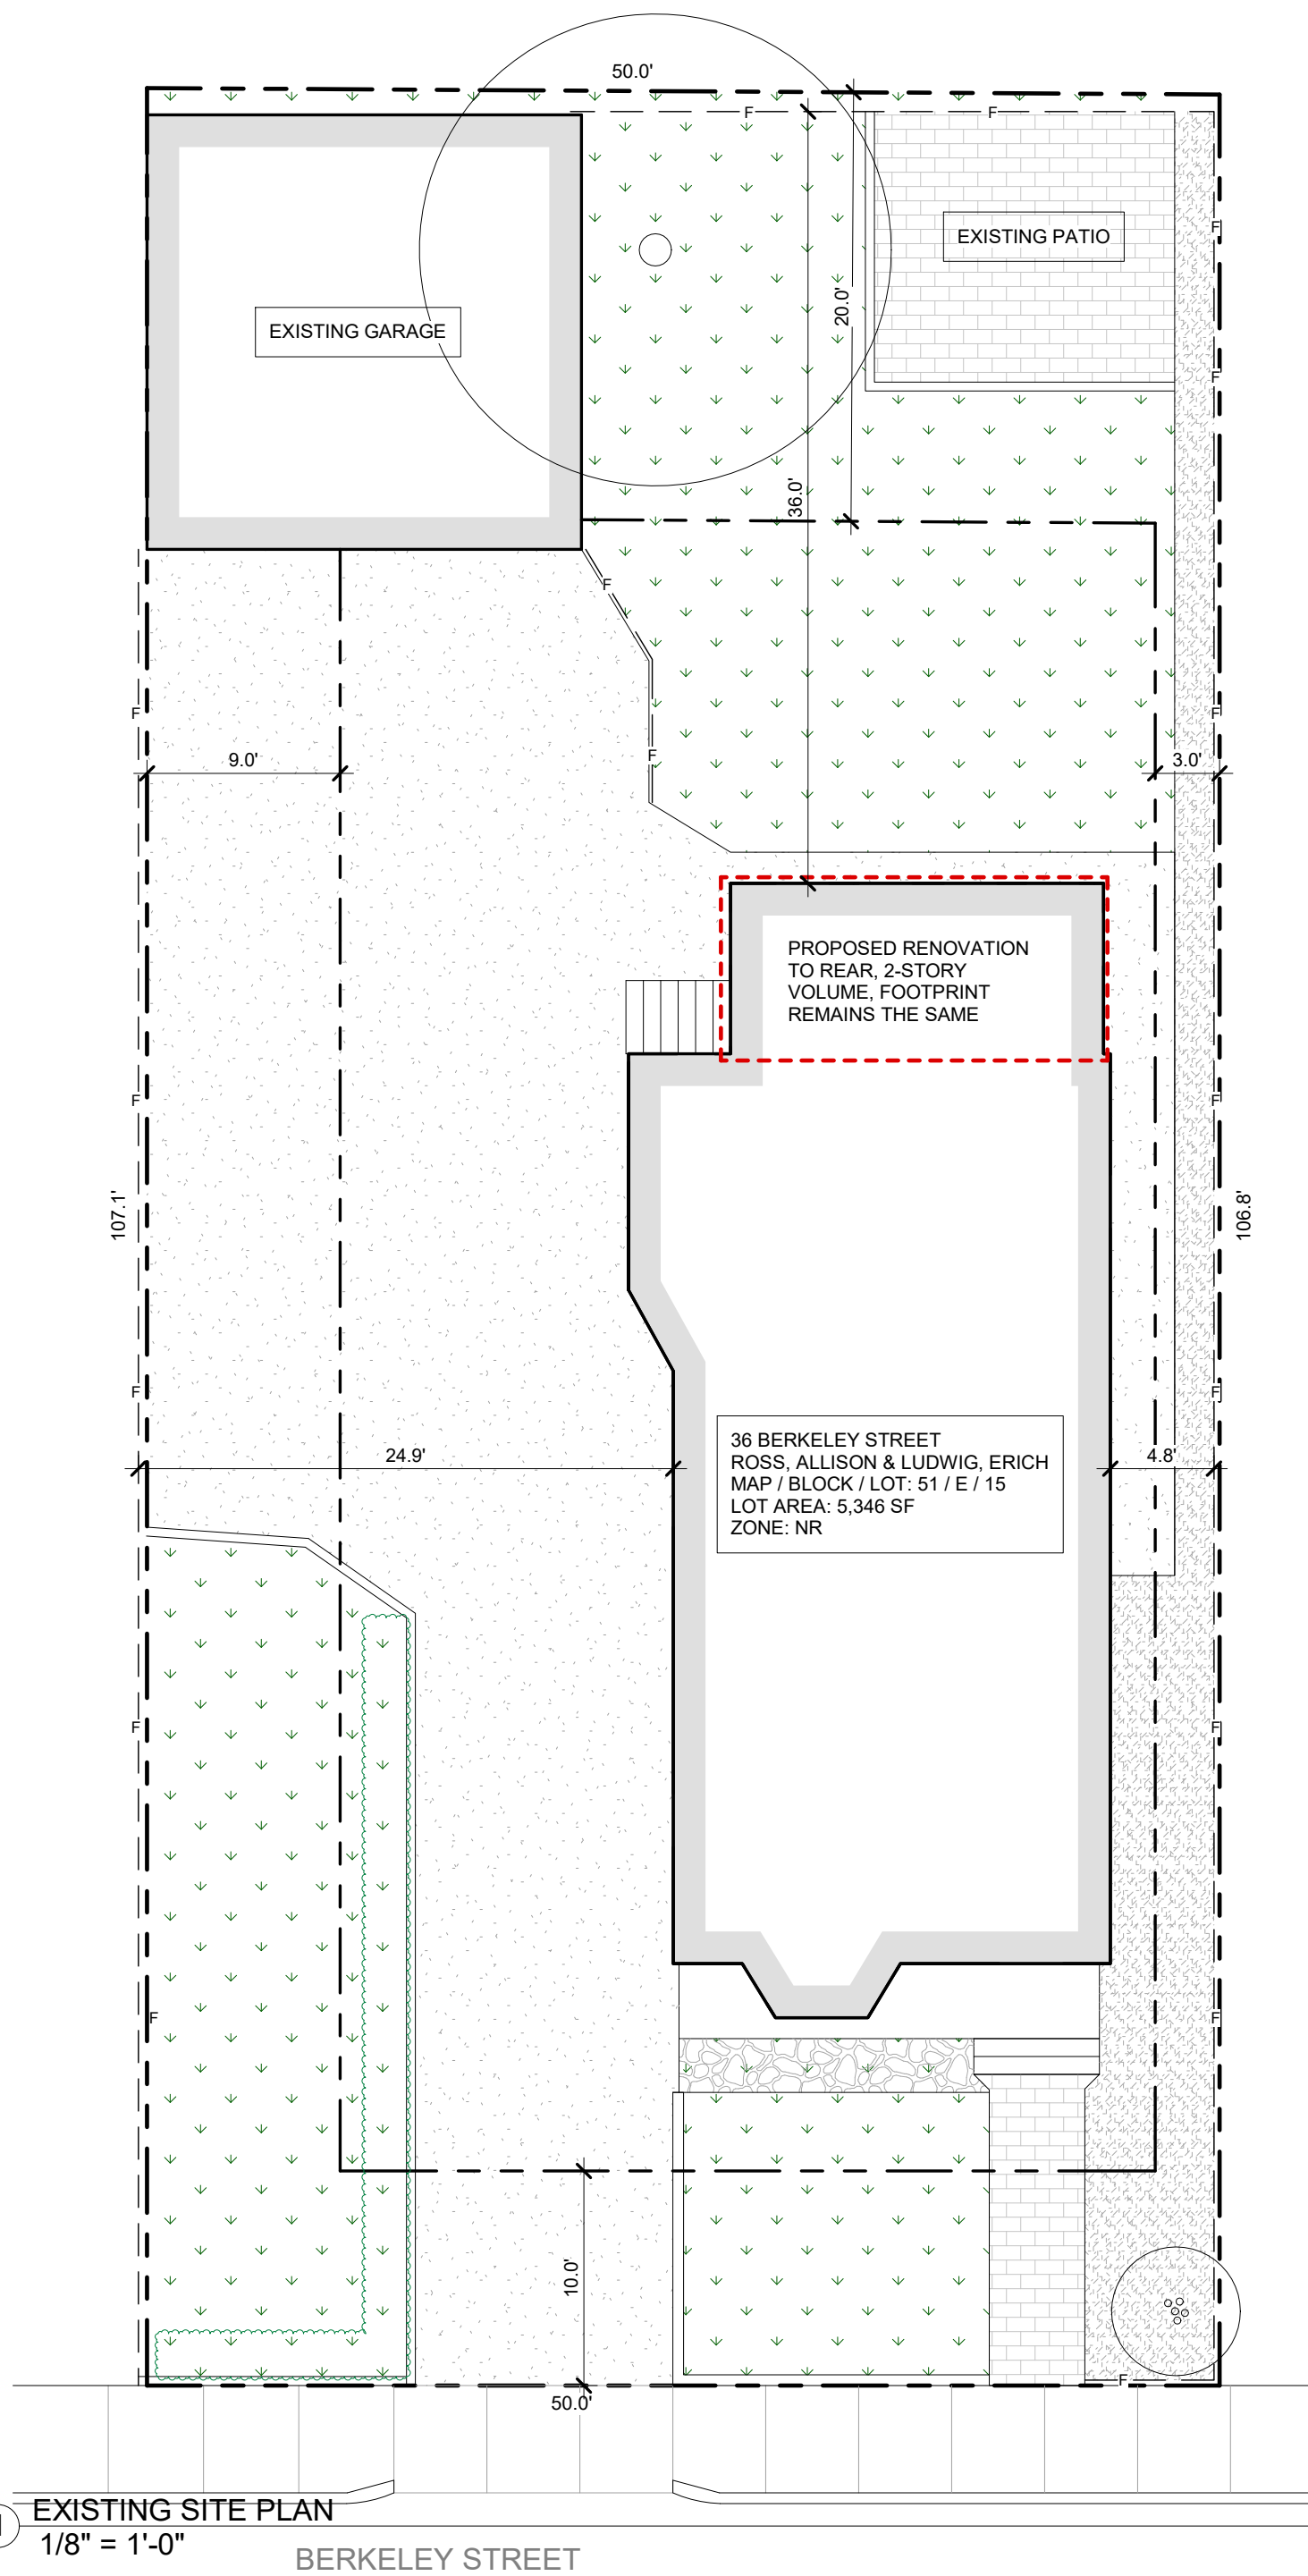 50.0'
F
F
EXISTING PATIO
F
20.0'
EXISTING GARAGE
F
36.0'
F
F
F
F
9.0'
3.0'
PROPOSED RENOVATION
TO REAR, 2-STORY
VOLUME, FOOTPRINT
REMAINS THE SAME
F
F
107.1'
106.8'
F
F
36 BERKELEY STREET
ROSS, ALLISON & LUDWIG, ERICH
MAP / BLOCK / LOT: 51 / E / 15
LOT AREA: 5,346 SF
ZONE: NR
24.9'
4.8'
F
F
F
F
10.0'
F
50.0'
EXISTING SITE PLAN
1/8" = 1'-0"
BERKELEY STREET